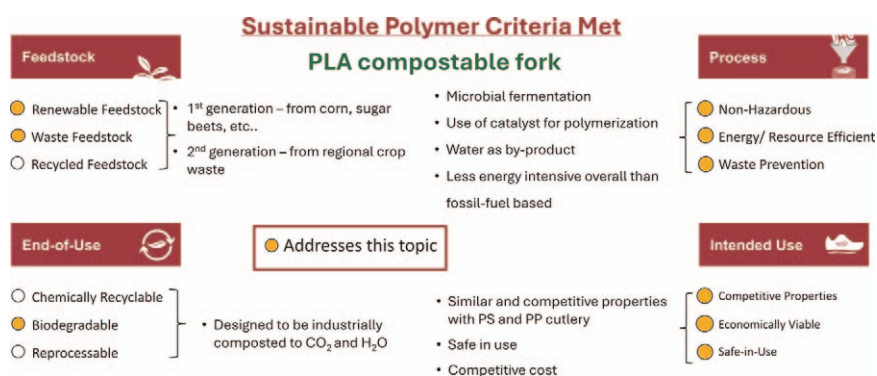 Sustainable Polymer Criteria Met
PLA compostable fork
Feedstock
Renewable Feedstock
Waste Feedstock
Recycled Feedstock
• 1st generation – from corn, sugar
beets, etc..
• 2nd generation – from regional crop
waste
• Microbial fermentation
• Use of catalyst for polymerization
• Water as by-product
• Less energy intensive overall than
fossil-fuel based
Process
Non-Hazardous
Energy/ Resource Efficient
Waste Prevention
End-of-Use
Chemically Recyclable
Biodegradable
Reprocessable
• Designed to be industrially
composted to CO2 and H2O
Addresses this topic
• Similar and competitive properties
with PS and PP cutlery
• Safe in use
• Competitive cost
Intended Use
Competitive Properties
Economically Viable
Safe-in-Use